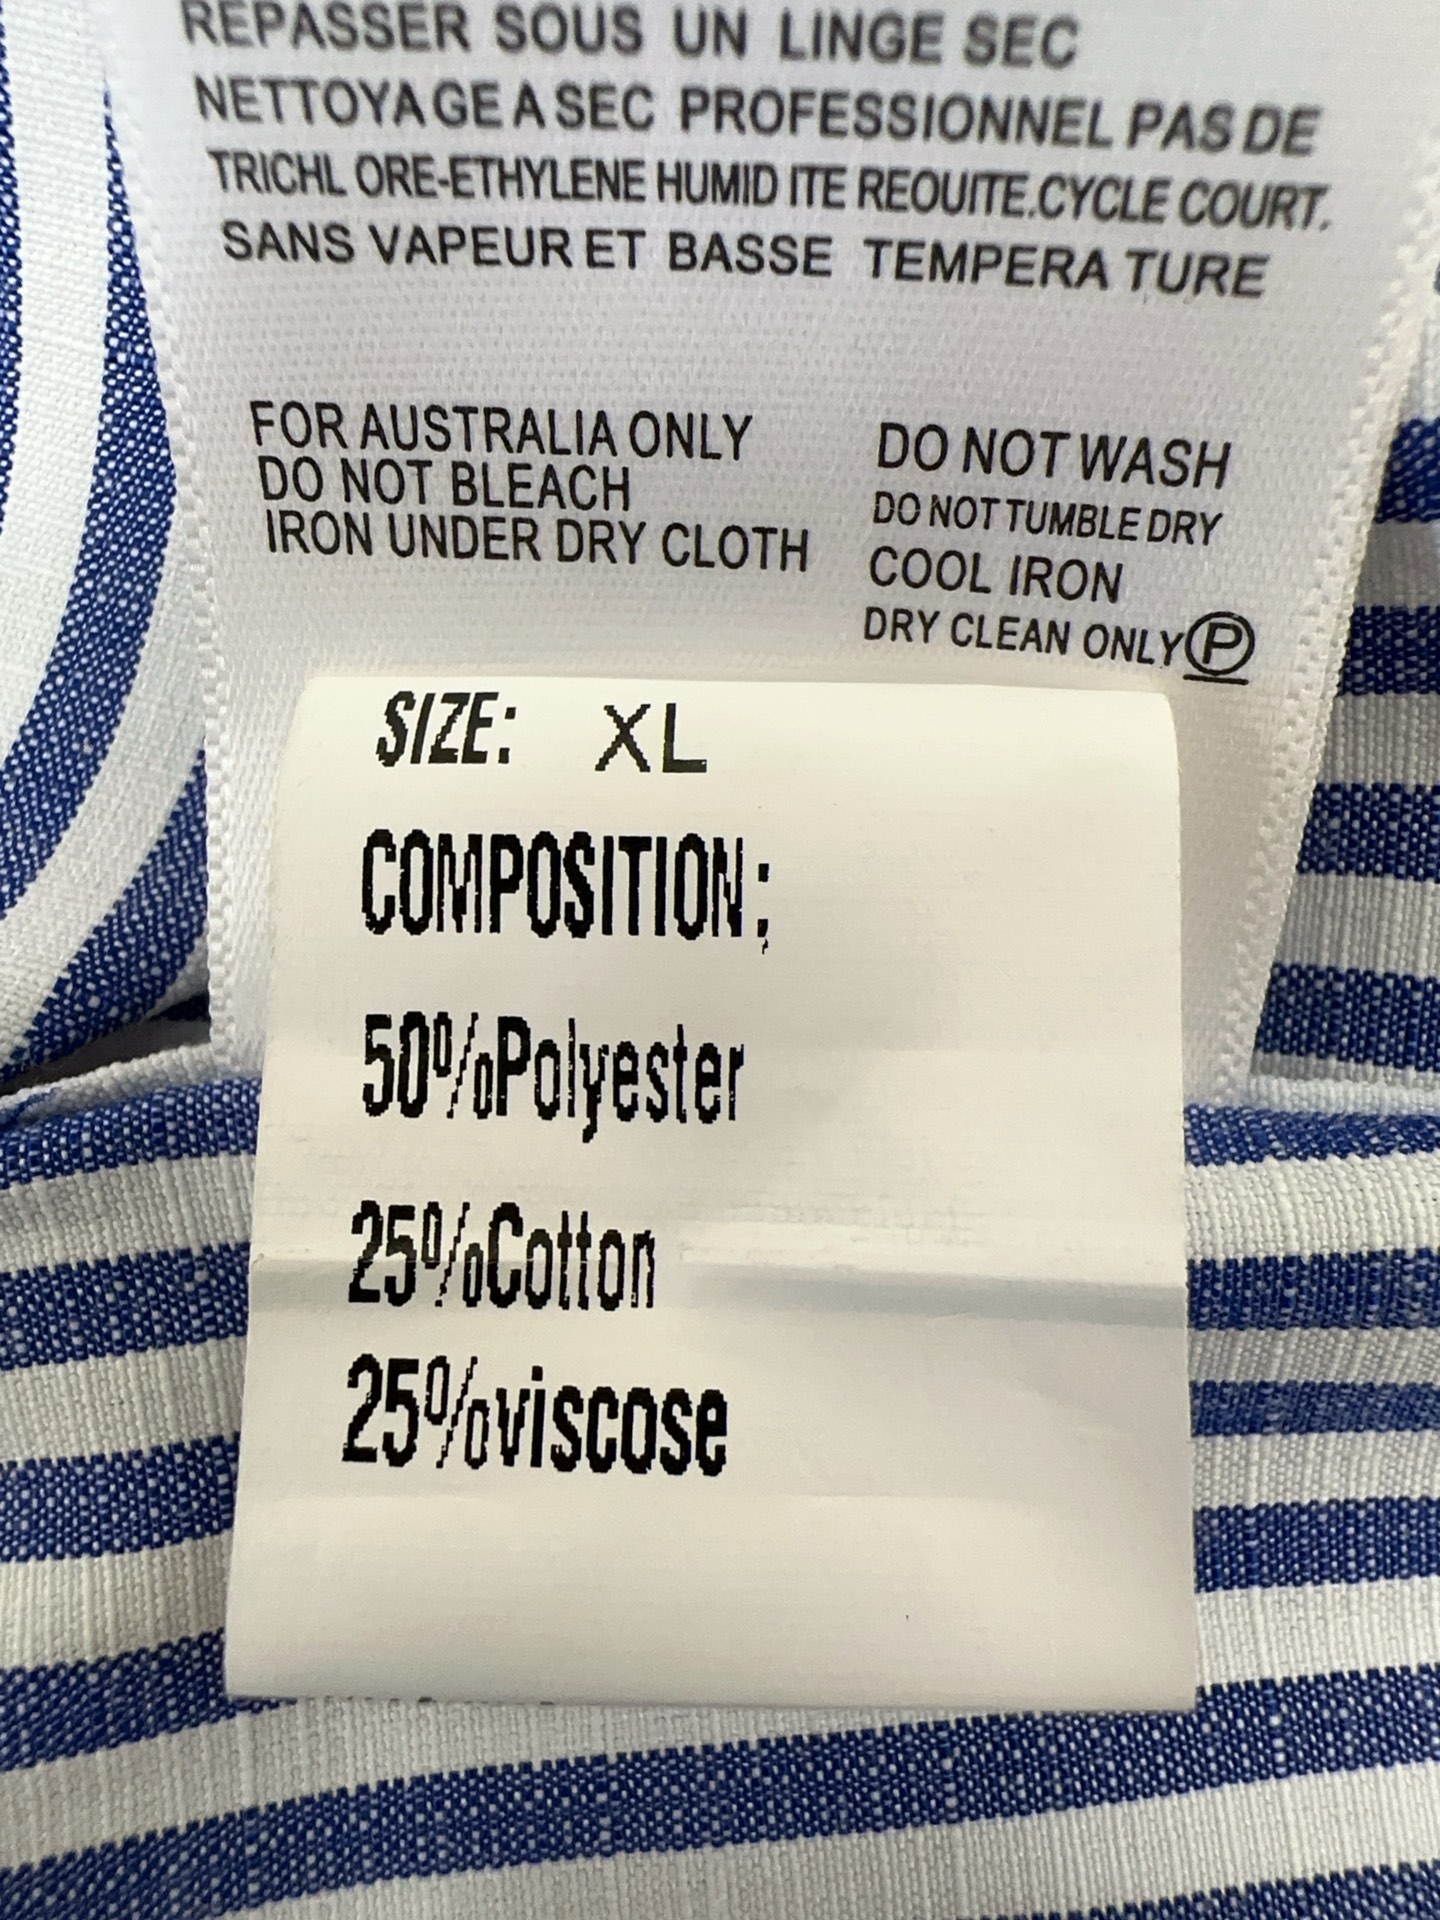 REPASSER SOUS UN LINGE SEC
NETTOYAGE A SEC PROFESSIONNEL PAS DE
TRICHL ORE-ETHYLENE HUMID ITE REOUITE.CYCLE COURT.
SANS VAPEUR ET BASSE TEMPERA TURE
FOR AUSTRALIA ONLY
DO NOT BLEACH
IRON UNDER DRY CLOTH
DO NOT WASH
DO NOT TUMBLE DRY
COOL IRON
DRY CLEAN ONLY Ⓟ
SIZE: XL
COMPOSITION;
50%Polyester
25%Cotton
25%viscose